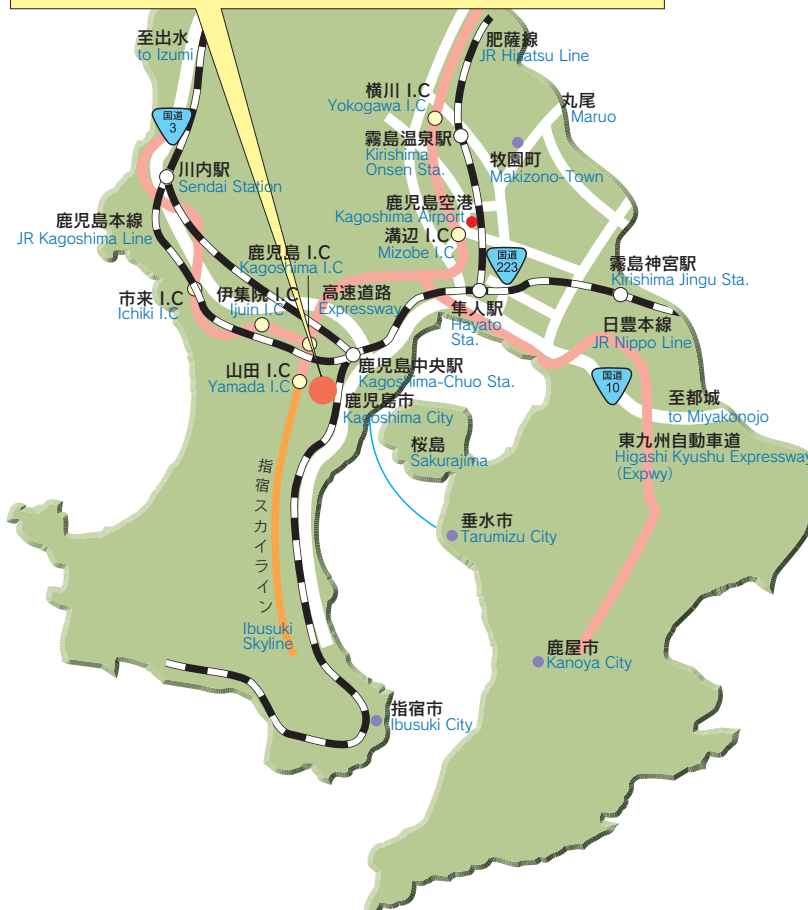 至出水
to Izumi
肥薩線
JR Hisatsu Line
横川 I.C
Yokogawa I.C
丸尾
Maruo
国道
3
霧島温泉駅
Kirishima
Onsen Sta.
牧園町
Makizono-Town
川内駅
Sendai Station
鹿児島空港
Kagoshima Airport
鹿児島本線
JR Kagoshima Line
溝辺 I.C
Mizobe I.C
鹿児島 I.C
Kagoshima I.C
国道
223
霧島神宮駅
Kirishima Jingu Sta.
市来 I.C
Ichiki I.C
伊集院 I.C
Ijuin I.C
高速道路
Expressway
隼人駅
Hayato
Sta.
日豊本線
JR Nippo Line
山田 I.C
Yamada I.C
鹿児島中央駅
Kagoshima-Chuo Sta.
国道
10
鹿児島市
Kagoshima City
至都城
to Miyakonojo
桜島
Sakurajima
東九州自動車道
Higashi Kyushu Expressway
(Expwy)
指宿スカイライン
垂水市
Tarumizu City
Ibusuki
Skyline
鹿屋市
Kanoya City
指宿市
Ibusuki City